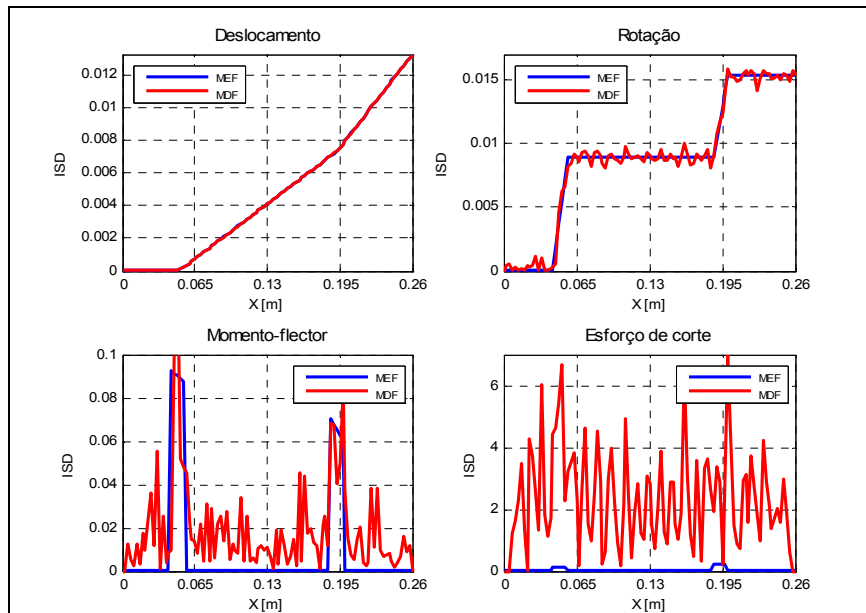 Deslocamento
ISD
0.012
0.01
0.008
0.006
0.004
0.002
0
MEF
MDF
0
0.065
0.13
0.195
0.26
X [m]
Rotação
ISD
0.015
0.01
0.005
0
MEF
MDF
0
0.065
0.13
0.195
0.26
X [m]
Momento-flector
ISD
0.1
0.08
0.06
0.04
0.02
0
MEF
MDF
0
0.065
0.13
0.195
0.26
X [m]
Esforço de corte
ISD
6
4
2
0
MEF
MDF
0
0.065
0.13
0.195
0.26
X [m]